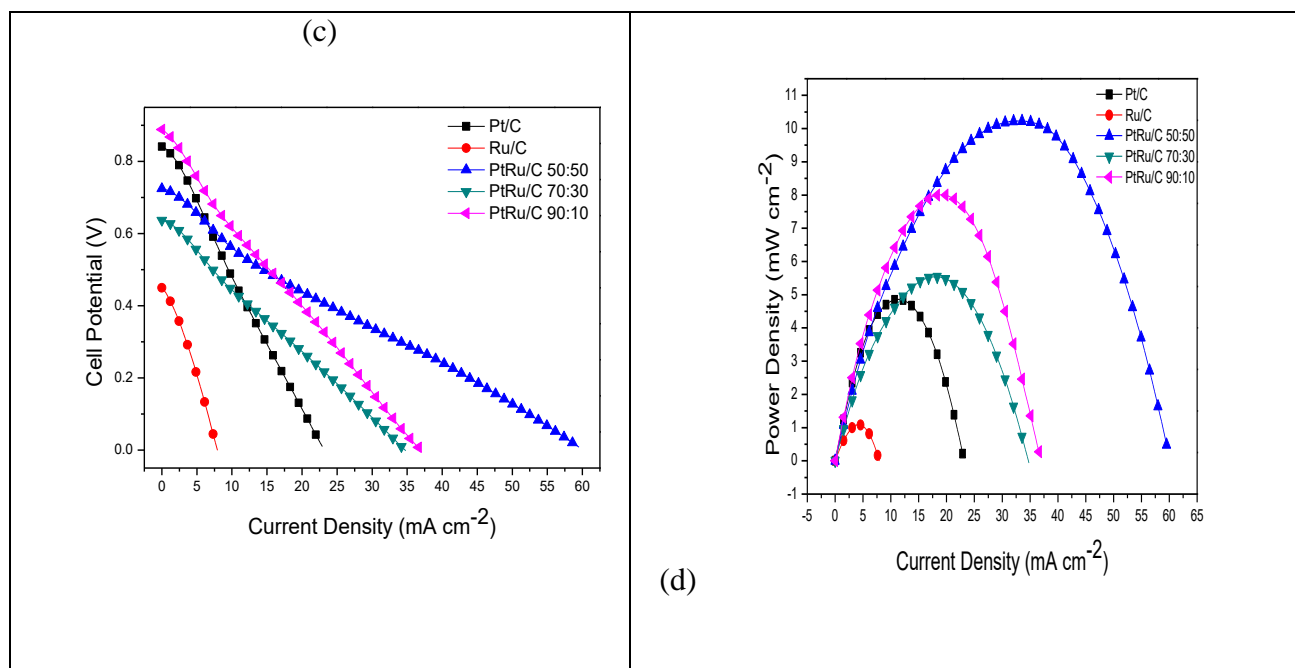 (c)
Pt/C
Ru/C
PtRu/C 50:50
PtRu/C 70:30
PtRu/C 90:10
0.8
0.6
0.4
0.2
0.0
Cell Potential (V)
0 5 10 15 20 25 30 35 40 45 50 55 60
Current Density (mA cm-2)
Pt/C
Ru/C
PtRu/C 50:50
PtRu/C 70:30
PtRu/C 90:10
11
10
9
8
7
6
5
4
3
2
1
0
-1
Power Density (mW cm-2)
-5 0 5 10 15 20 25 30 35 40 45 50 55 60 65
Current Density (mA cm-2)
(d)